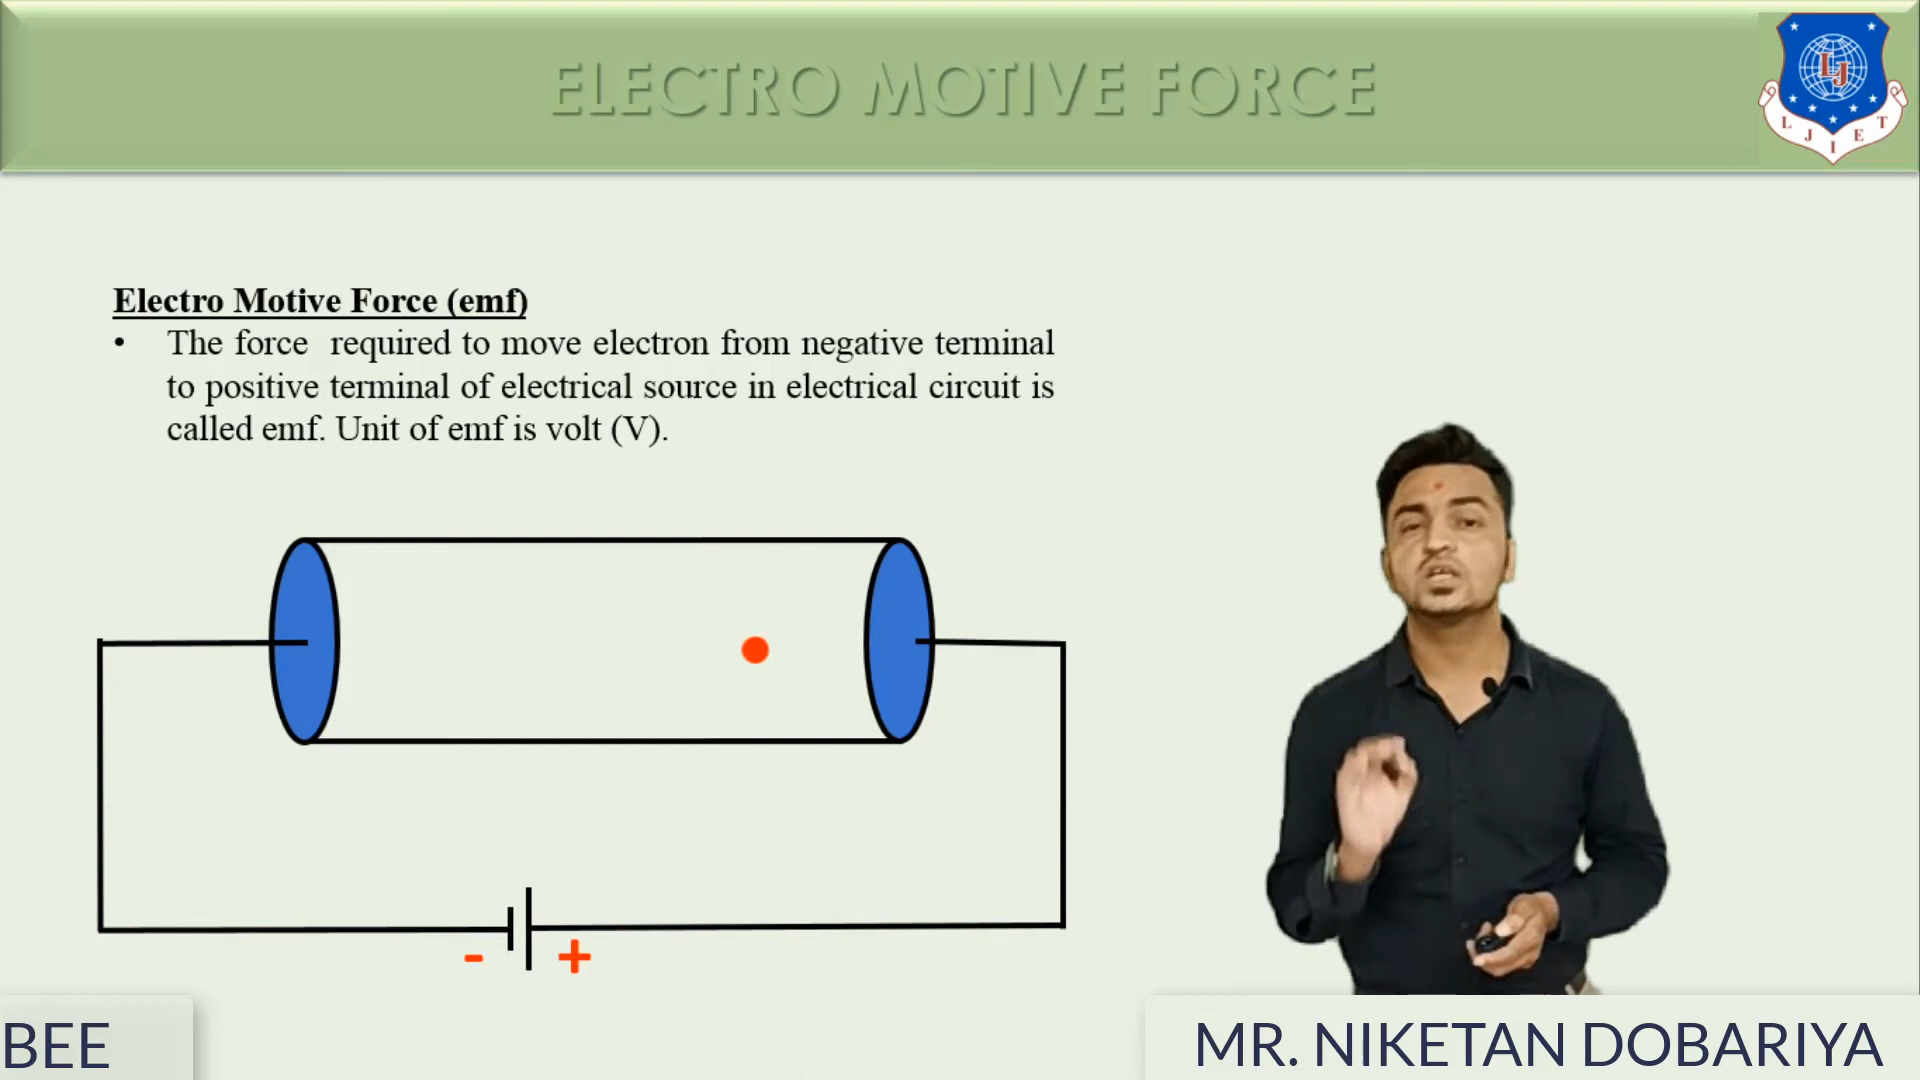 ELECTRO MOTIVE FORCE
LJ
L J I E T
Electro Motive Force (emf)
• The force required to move electron from negative terminal
to positive terminal of electrical source in electrical circuit is
called emf. Unit of emf is volt (V).
- +
BEE
MR. NIKETAN DOBARIYA